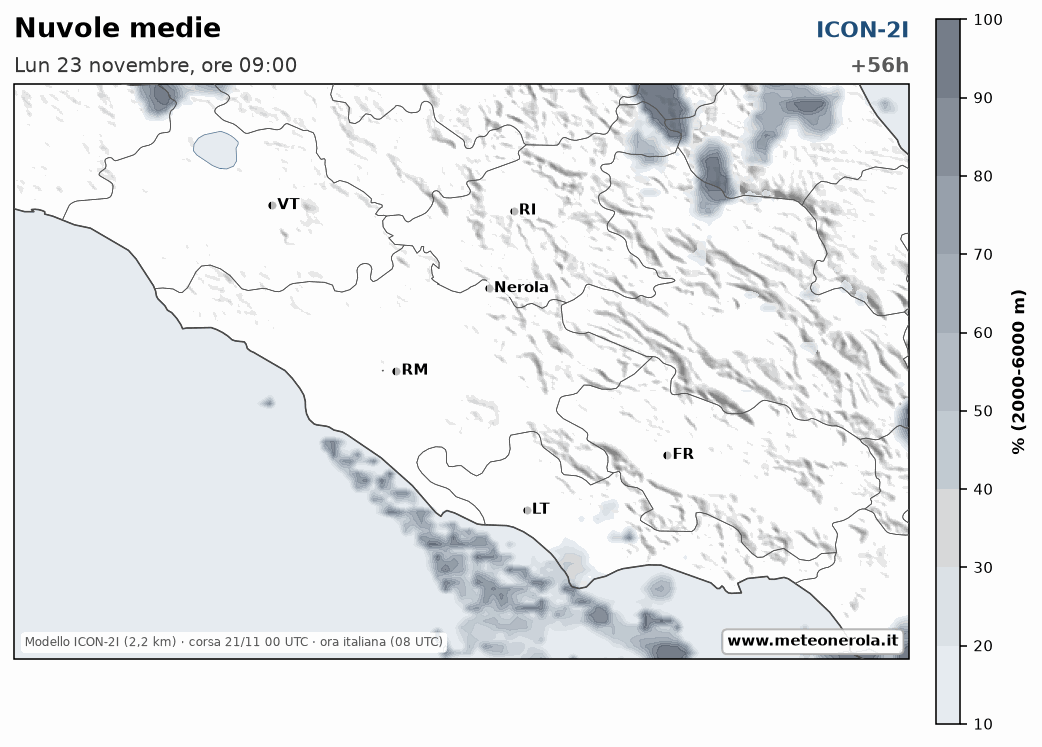 Nuvole medie
ICON-2I
Lun 23 novembre, ore 09:00
+56h
VT
RI
Nerola
RM
FR
LT
Modello ICON-2I (2,2 km) · corsa 21/11 00 UTC · ora italiana (08 UTC)
www.meteonerola.it
100
90
80
70
60
50
40
30
20
10
% (2000-6000 m)